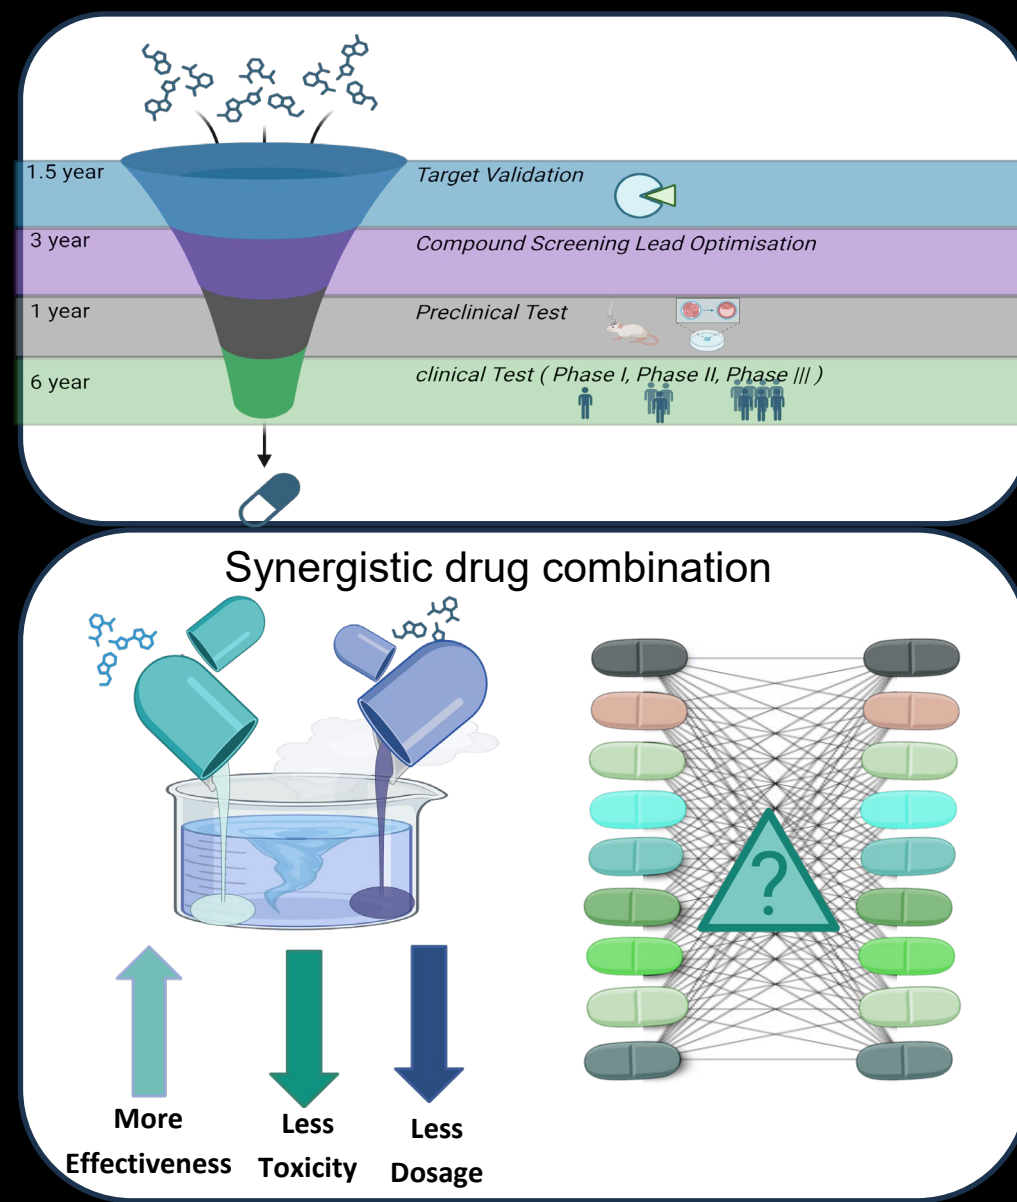 1.5 year
Target Validation
3 year
Compound Screening Lead Optimisation
1 year
Preclinical Test
6 year
clinical Test ( Phase I, Phase II, Phase ||| )
Synergistic drug combination
?
More
Effectiveness
Less
Toxicity
Less
Dosage